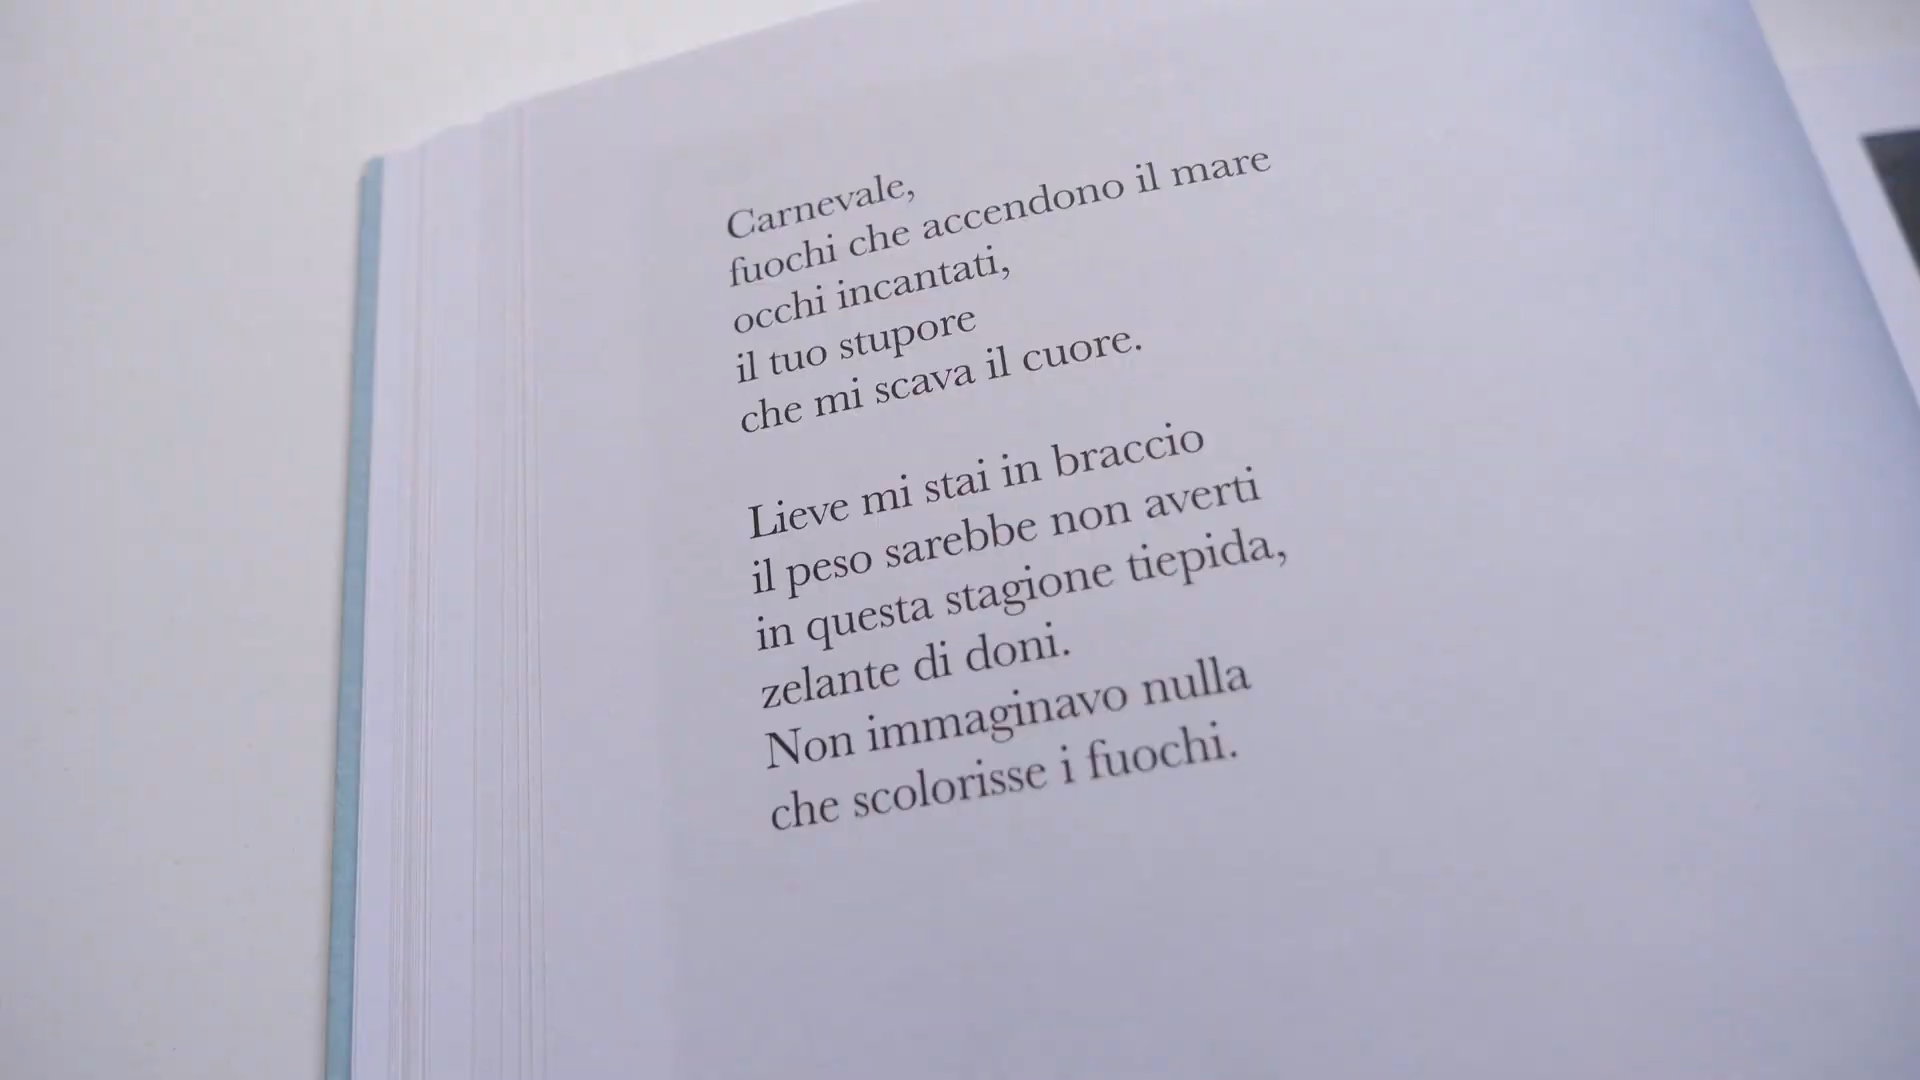 Carnevale,
fuochi che accendono il mare
occhi incantati,
il tuo stupore
che mi scava il cuore.
Lieve mi stai in braccio
il peso sarebbe non averti
in questa stagione tiepida,
zelante di doni.
Non immaginavo nulla
che scolorisse i fuochi.